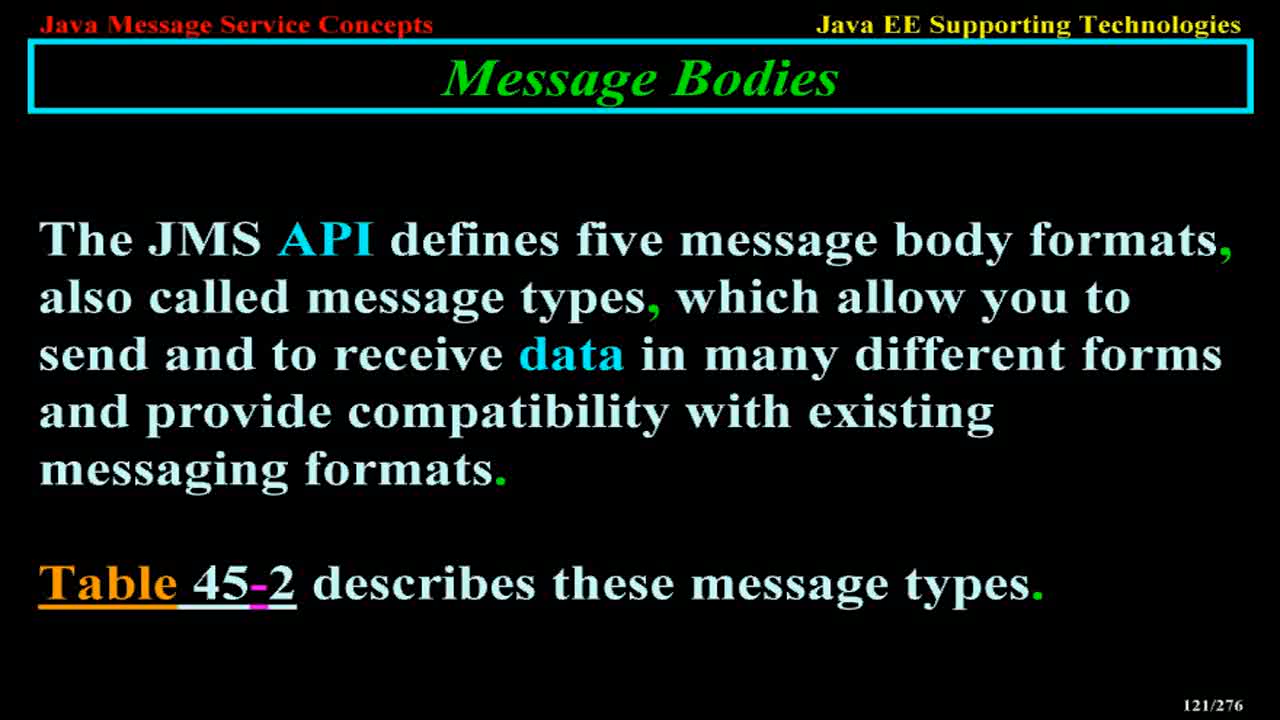 Java Message Service Concepts
Java EE Supporting Technologies
Message Bodies
The JMS API defines five message body formats,
also called message types, which allow you to
send and to receive data in many different forms
and provide compatibility with existing
messaging formats.
Table 45-2 describes these message types.
121/276